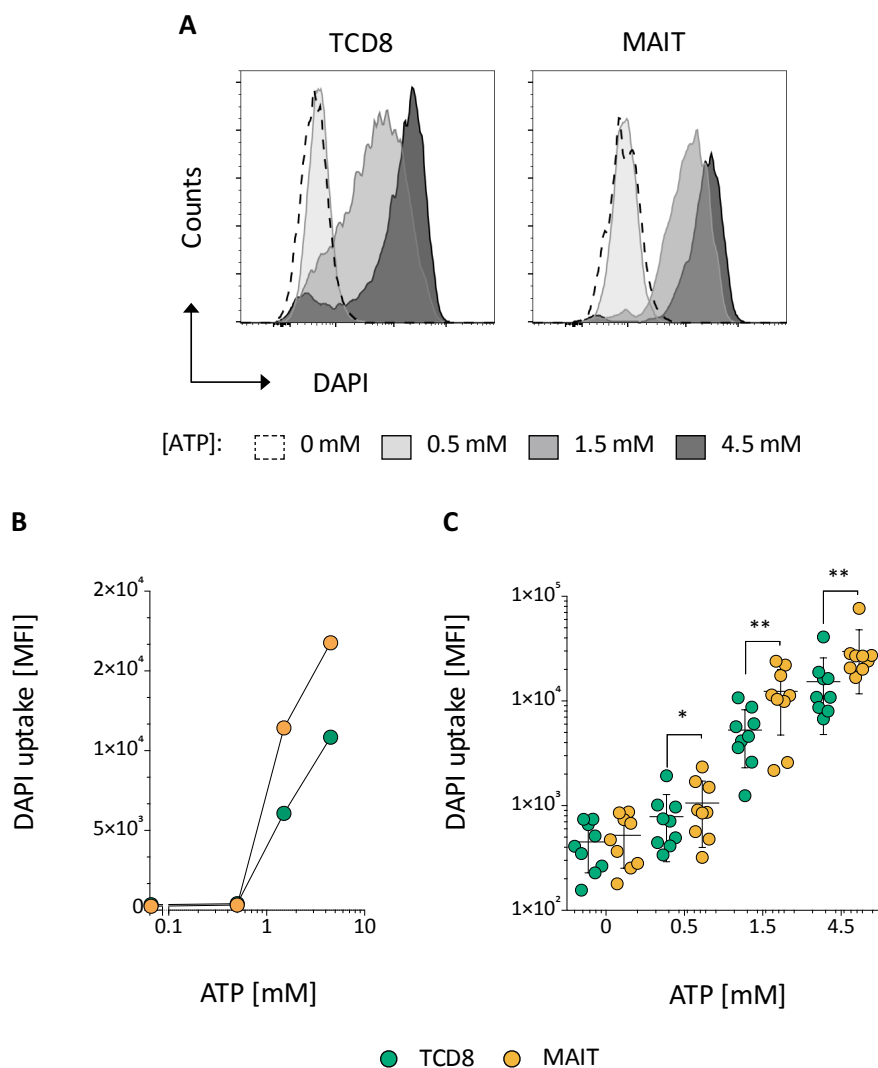 A
TCD8 MAIT
Counts
DAPI
[ATP]: 0 mM 0.5 mM 1.5 mM 4.5 mM
B
C
DAPI uptake [MFI]
2×10⁴
2×10⁴
1×10⁴
5×10³
0
0.1 1 10
ATP [mM]
DAPI uptake [MFI]
1×10⁵
1×10⁴
1×10³
1×10²
*
**
**
0 0.5 1.5 4.5
ATP [mM]
TCD8 MAIT